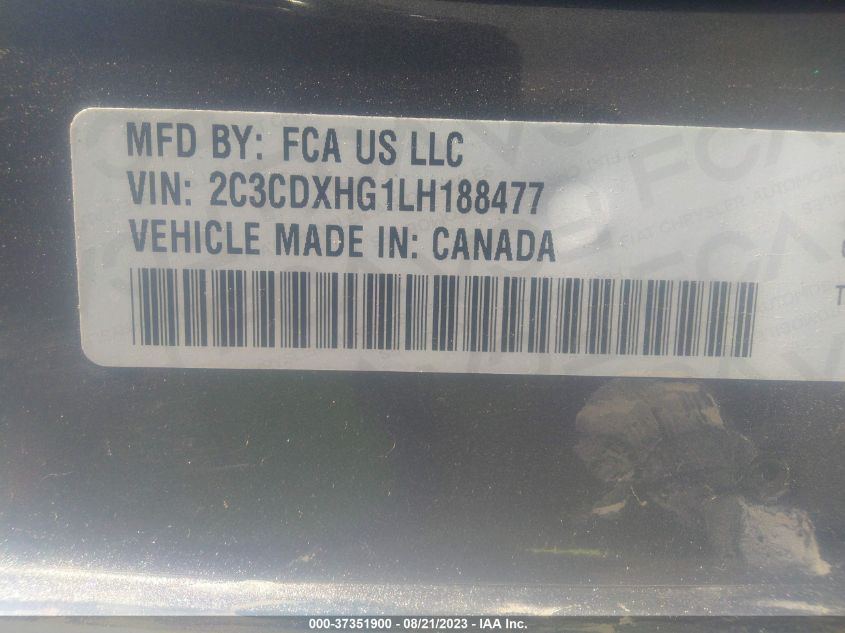 MFD BY: FCA US LLC
VIN: 2C3CDXHG1LH188477
VEHICLE MADE IN: CANADA
T
000-37351900 - 08/21/2023 - IAA Inc.